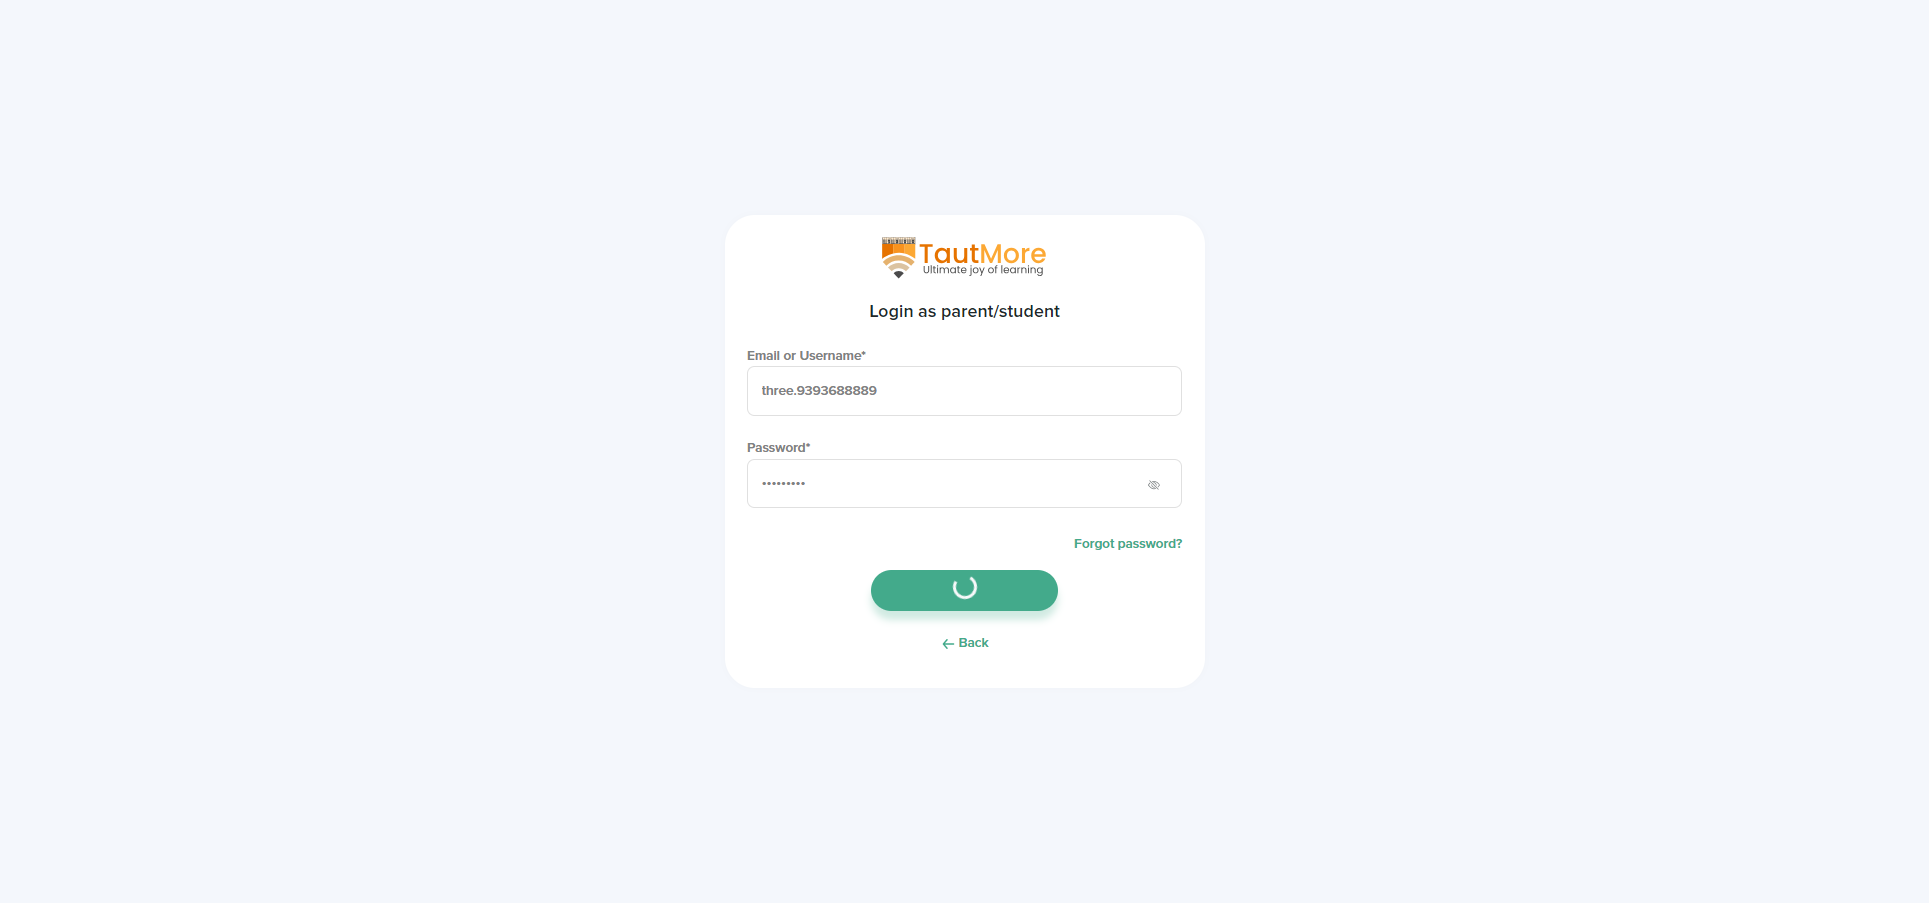 TautMore
Ultimate joy of learning
Login as parent/student
Email or Username*
three.9393688889
Password*
•••••••••
Forgot password?
← Back